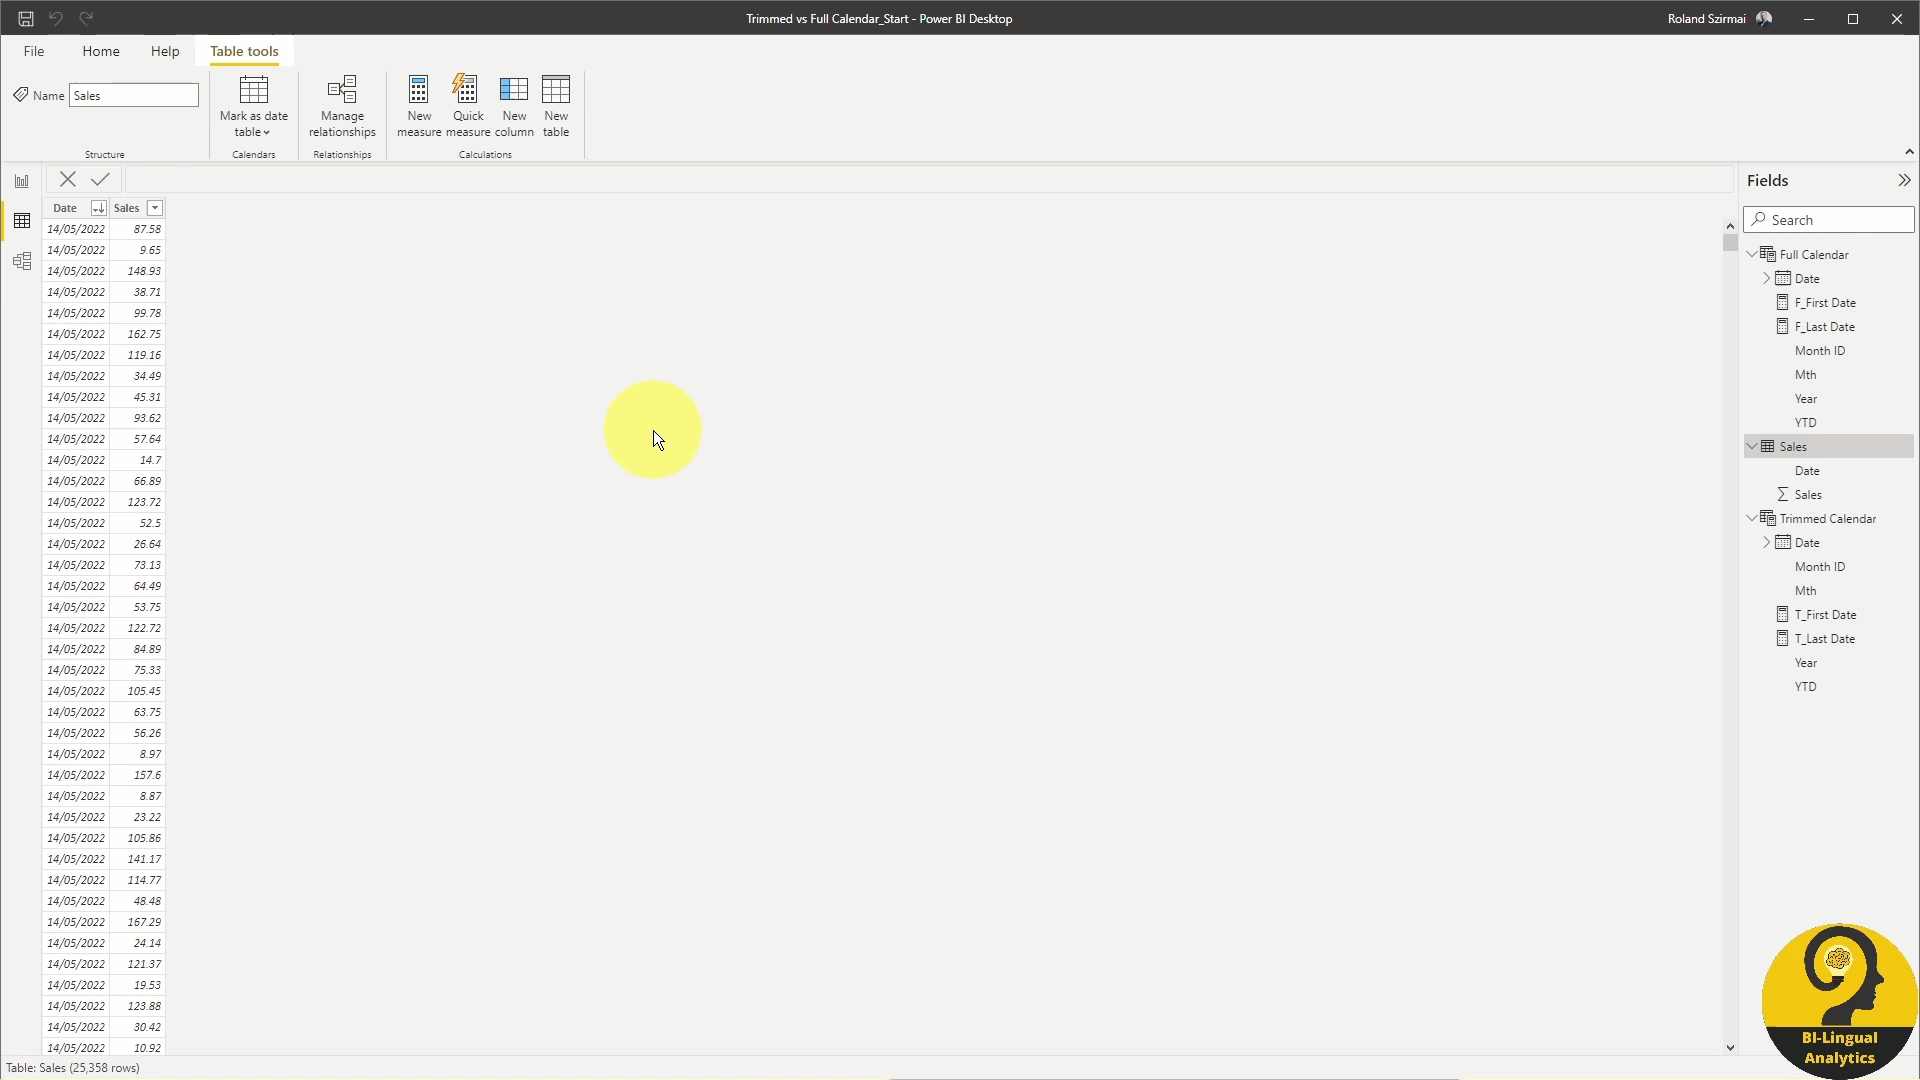 Trimmed vs Full Calendar_Start - Power BI Desktop
Roland Szirmai
File Home Help Table tools
Name Sales
Mark as date table
Manage relationships
New measure
Quick measure
New column
New table
Structure Calendars Relationships Calculations
Date Sales
14/05/2022 87.58
14/05/2022 9.65
14/05/2022 148.93
14/05/2022 38.71
14/05/2022 99.78
14/05/2022 162.75
14/05/2022 119.16
14/05/2022 34.49
14/05/2022 45.31
14/05/2022 93.62
14/05/2022 57.64
14/05/2022 14.7
14/05/2022 66.89
14/05/2022 123.72
14/05/2022 52.5
14/05/2022 26.64
14/05/2022 73.13
14/05/2022 64.49
14/05/2022 53.75
14/05/2022 122.72
14/05/2022 84.89
14/05/2022 75.33
14/05/2022 105.45
14/05/2022 63.75
14/05/2022 56.26
14/05/2022 8.97
14/05/2022 157.6
14/05/2022 8.87
14/05/2022 23.22
14/05/2022 105.86
14/05/2022 141.17
14/05/2022 114.77
14/05/2022 48.48
14/05/2022 167.29
14/05/2022 24.14
14/05/2022 121.37
14/05/2022 19.53
14/05/2022 123.88
14/05/2022 30.42
14/05/2022 10.92
Table: Sales (25,358 rows)
Fields
Search
Full Calendar
Date
F_First Date
F_Last Date
Month ID
Mth
Year
YTD
Sales
Date
Sales
Trimmed Calendar
Date
Month ID
Mth
T_First Date
T_Last Date
Year
YTD
BI-Lingual
Analytics